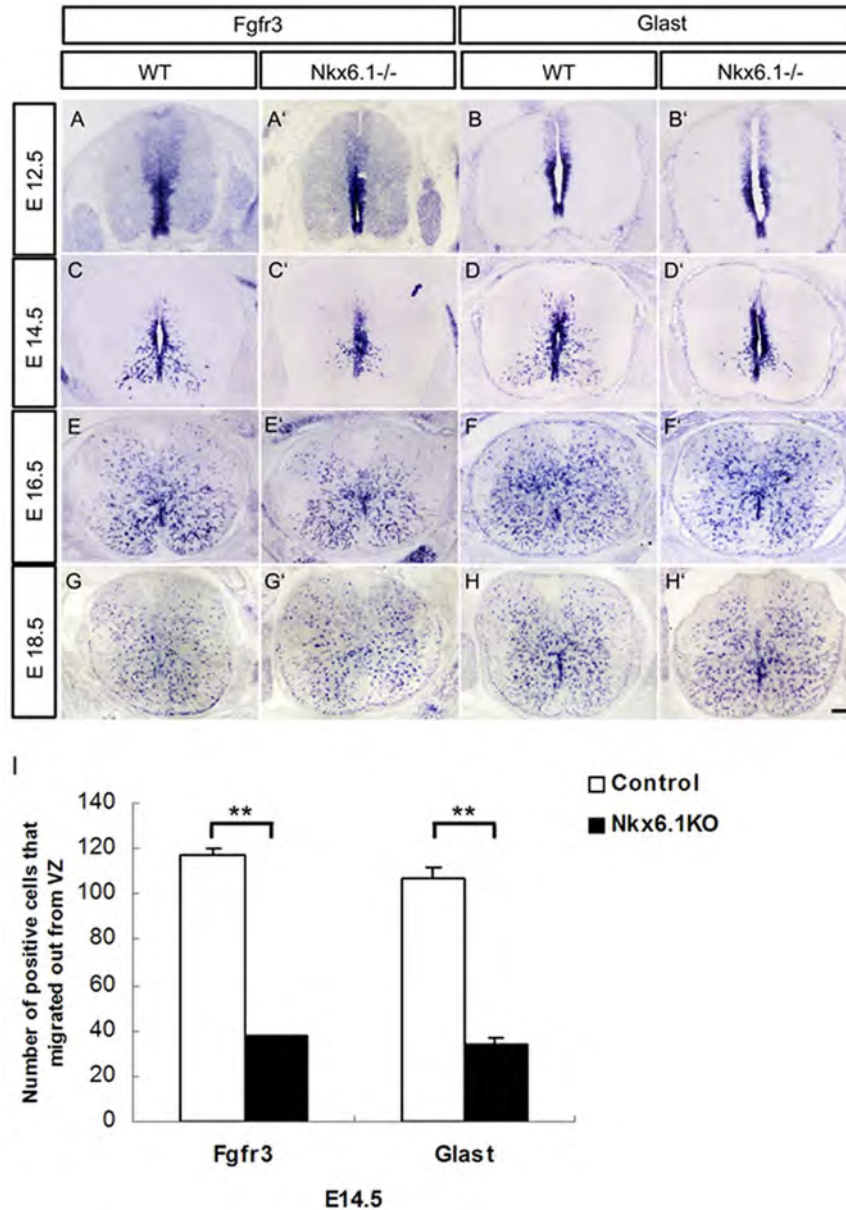 Fgfr3 Glast
WT Nkx6.1-/- WT Nkx6.1-/-
E 12.5
A A' B B'
E 14.5
C C' D D'
E 16.5
E E' F F'
E 18.5
G G' H H'
I
Control
Nkx6.1KO
Number of positive cells that
migrated out from VZ
140
120
100
80
60
40
20
0
** **
Fgfr3 Glast
E14.5